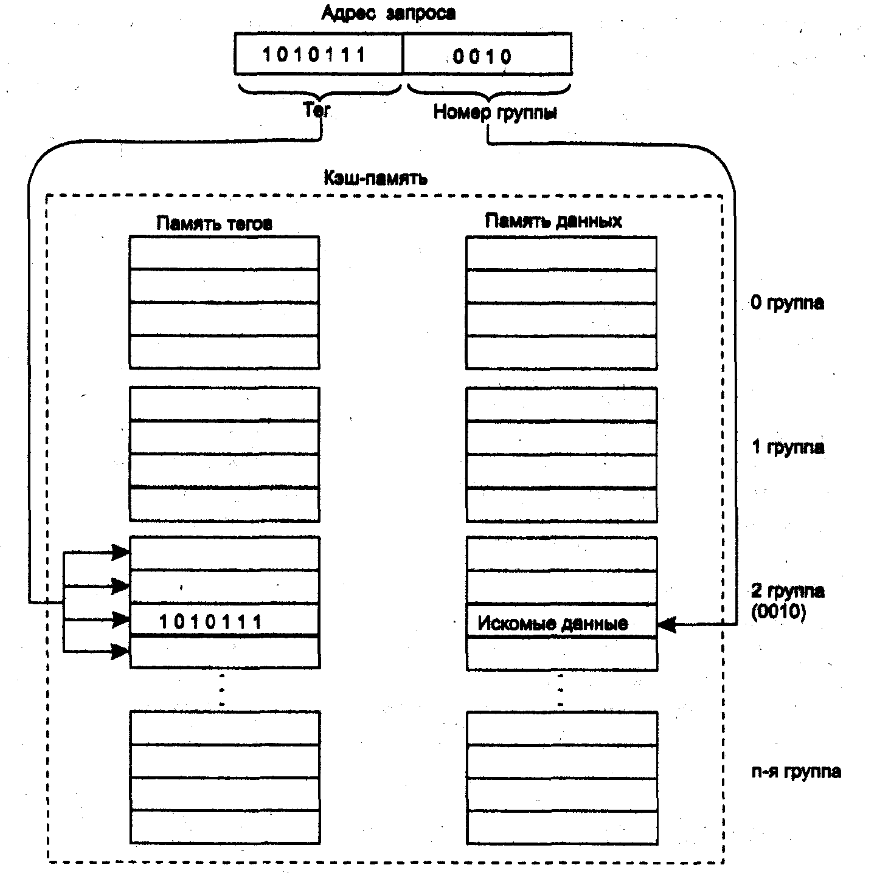 Адрес запроса
1010111 0010
Тег Номер группы
Кэш-память
Память тегов Память данных
0 группа
1 группа
2 группа
(0010)
1010111 Искомые данные
n-я группа